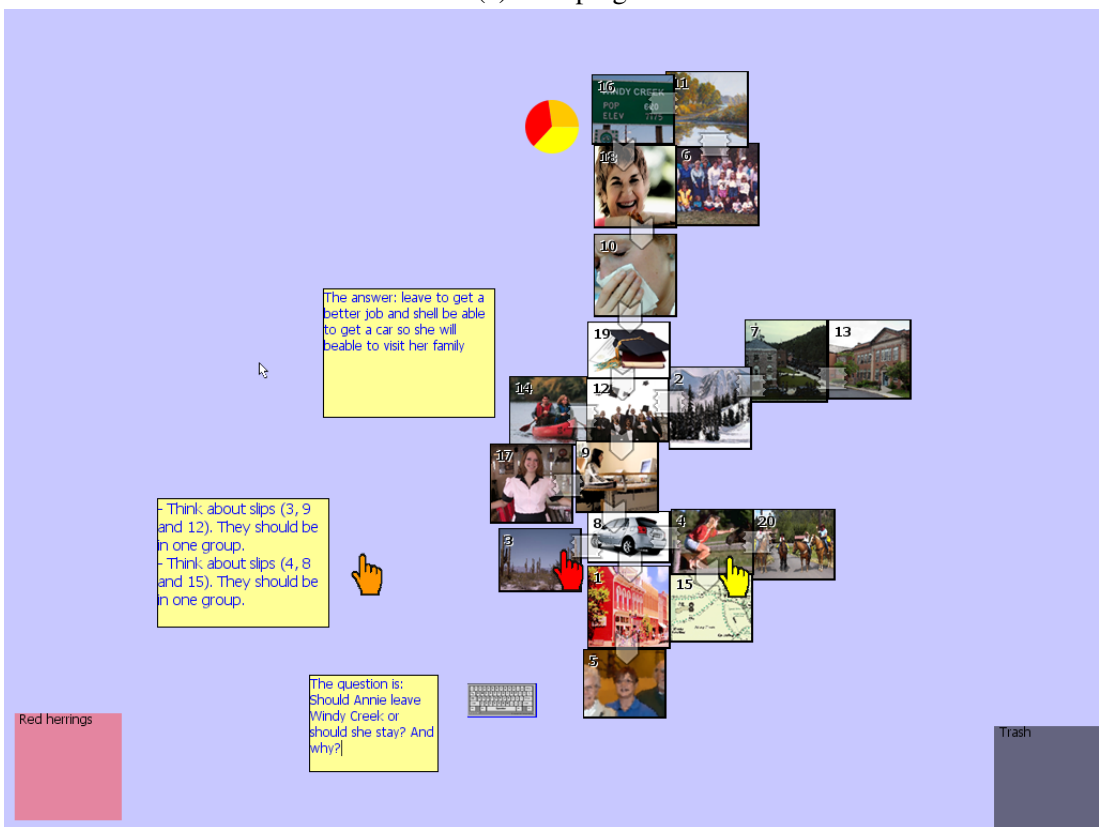 16
11
CREEK
POP
ELEV
18
6
10
The answer: leave to get a
better job and shell be able
to get a car so she will
beable to visit her family
19
7
13
14
12
2
17
9
- Think about slips (3, 9
and 12). They should be
in one group.
- Think about slips (4, 8
and 15). They should be
in one group.
3
8
4
20
1
15
5
The question is:
Should Annie leave
Windy Creek or
should she stay? And
why?
Red herrings
Trash